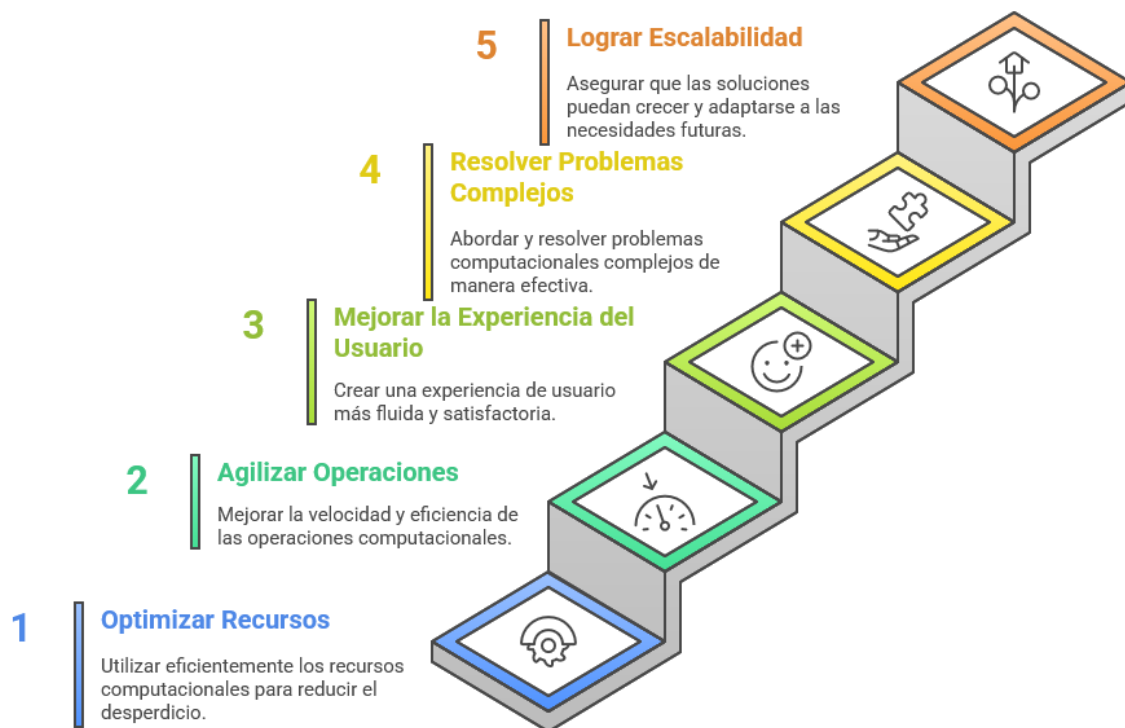 5
Lograr Escalabilidad
Asegurar que las soluciones
puedan crecer y adaptarse a las
necesidades futuras.
4
Resolver Problemas
Complejos
Abordar y resolver problemas
computacionales complejos de
manera efectiva.
3
Mejorar la Experiencia del
Usuario
Crear una experiencia de usuario
más fluida y satisfactoria.
2
Agilizar Operaciones
Mejorar la velocidad y eficiencia de
las operaciones computacionales.
1
Optimizar Recursos
Utilizar eficientemente los recursos
computacionales para reducir el
desperdicio.